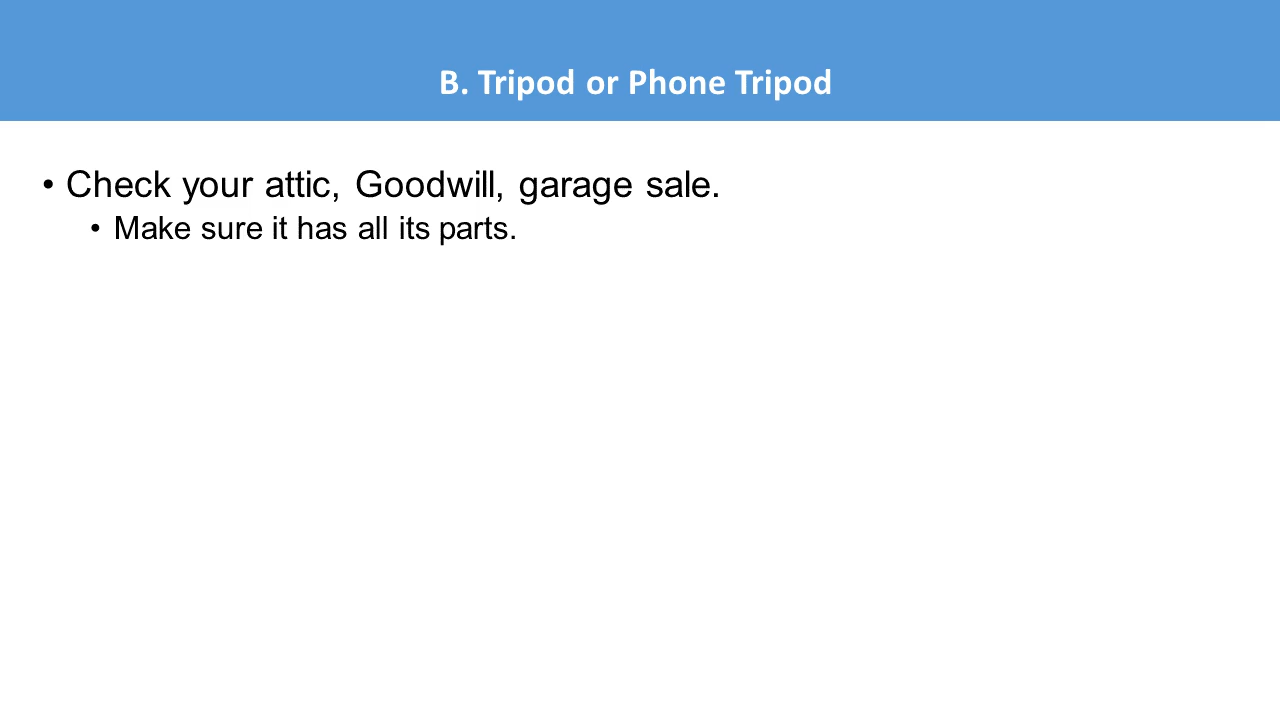 B. Tripod or Phone Tripod
• Check your attic, Goodwill, garage sale.
• Make sure it has all its parts.